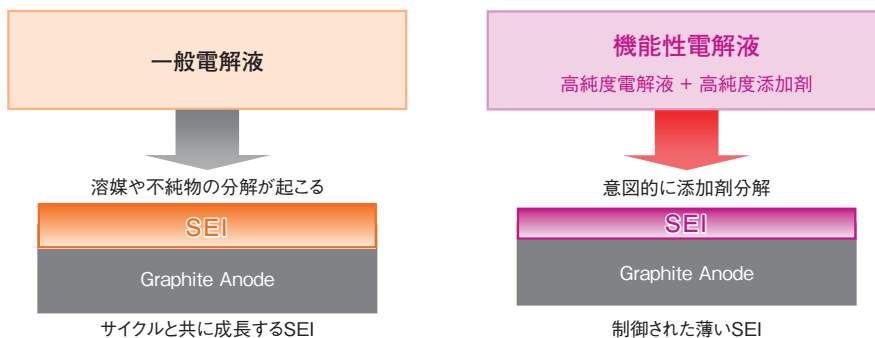 一般電解液
溶媒や不純物の分解が起こる
SEI
Graphite Anode
サイクルと共に成長するSEI
機能性電解液
高純度電解液 + 高純度添加剤
意図的に添加剤分解
SEI
Graphite Anode
制御された薄いSEI